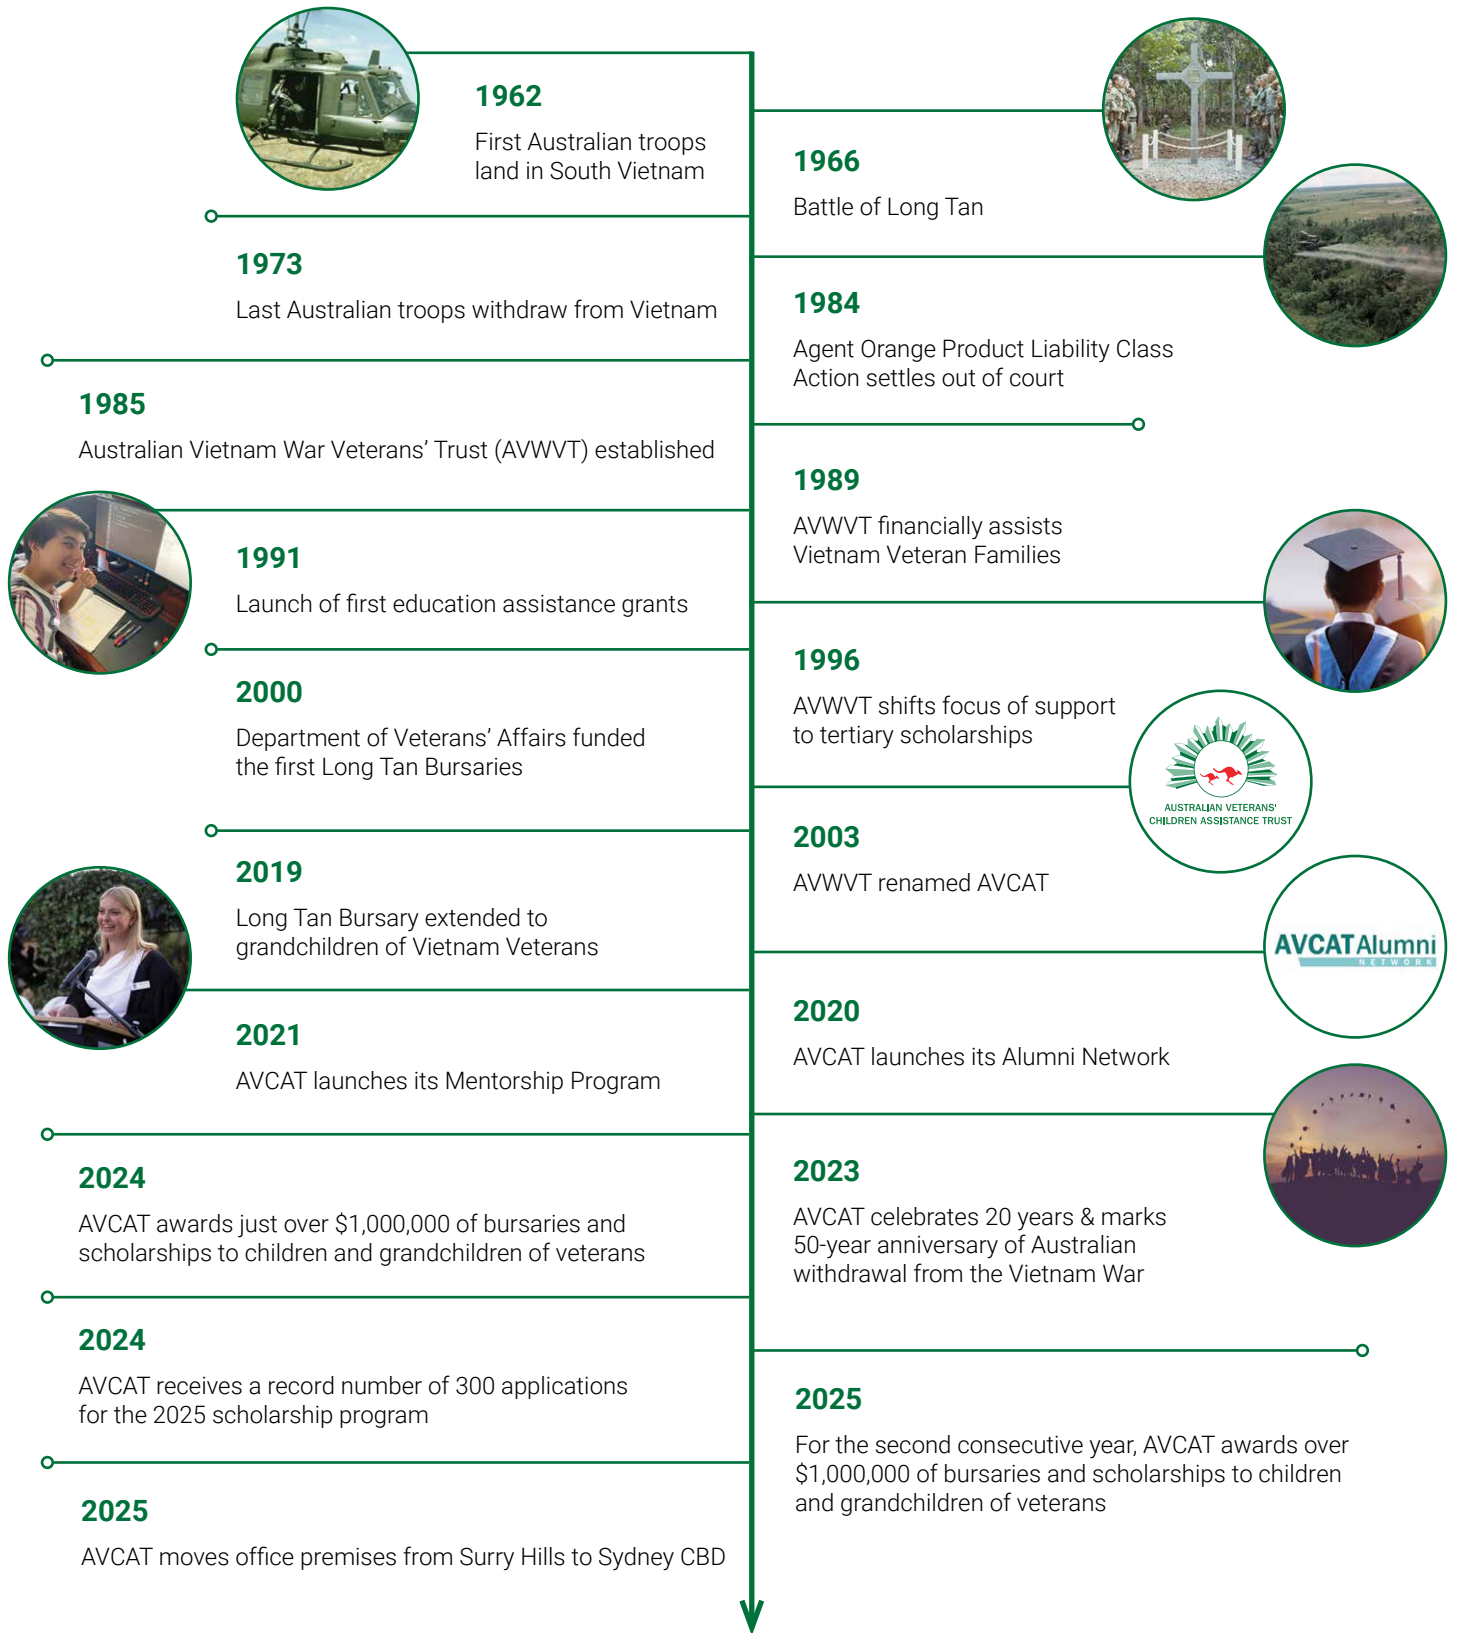 1962
First Australian troops
land in South Vietnam
1966
Battle of Long Tan
1973
Last Australian troops withdraw from Vietnam
1984
Agent Orange Product Liability Class
Action settles out of court
1985
Australian Vietnam War Veterans’ Trust (AVWVT) established
1989
AVWVT financially assists
Vietnam Veteran Families
1991
Launch of first education assistance grants
1996
AVWVT shifts focus of support
to tertiary scholarships
2000
Department of Veterans’ Affairs funded
the first Long Tan Bursaries
AUSTRALIAN VETERANS'
CHILDREN ASSISTANCE TRUST
2003
AVWVT renamed AVCAT
2019
Long Tan Bursary extended to
grandchildren of Vietnam Veterans
AVCAT Alumni
NETWORK
2020
AVCAT launches its Alumni Network
2021
AVCAT launches its Mentorship Program
2023
AVCAT celebrates 20 years & marks
50-year anniversary of Australian
withdrawal from the Vietnam War
2024
AVCAT awards just over $1,000,000 of bursaries and
scholarships to children and grandchildren of veterans
2024
AVCAT receives a record number of 300 applications
for the 2025 scholarship program
2025
For the second consecutive year, AVCAT awards over
$1,000,000 of bursaries and scholarships to children
and grandchildren of veterans
2025
AVCAT moves office premises from Surry Hills to Sydney CBD